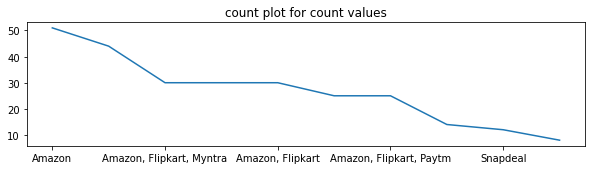 count plot for count values
50
40
30
20
10
Amazon
Amazon, Flipkart, Myntra
Amazon, Flipkart
Amazon, Flipkart, Paytm
Snapdeal